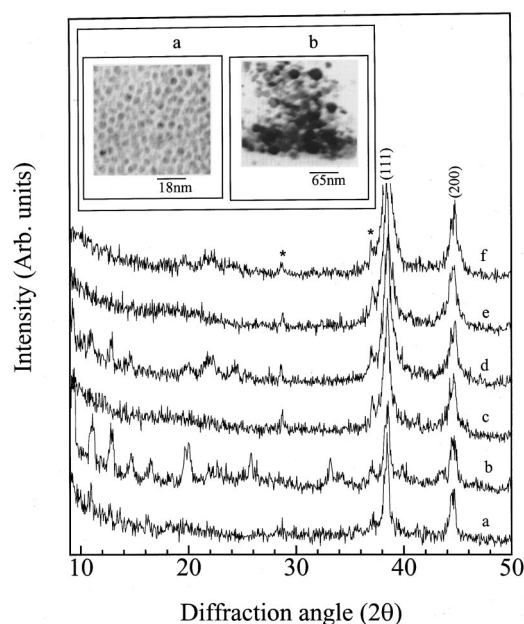 a
b
18nm
65nm
(111)
(200)
*
*
f
e
d
c
b
a
Intensity (Arb. units)
10
20
30
40
50
Diffraction angle (2θ)